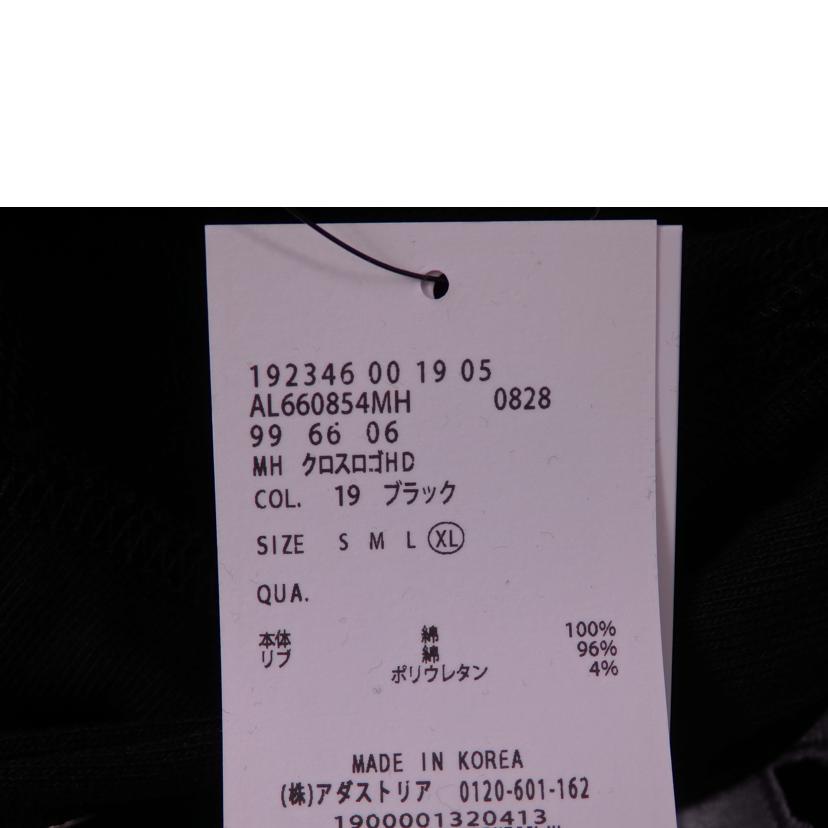 192346 00 19 05
AL660854MH 0828
99 66 06
MH クロスロゴHD
COL. 19 ブラック
SIZE S M L XL
QUA.
本体 綿 100%
リブ 綿 96%
ポリウレタン 4%
MADE IN KOREA
(株)アダストリア 0120-601-162
1900001320413